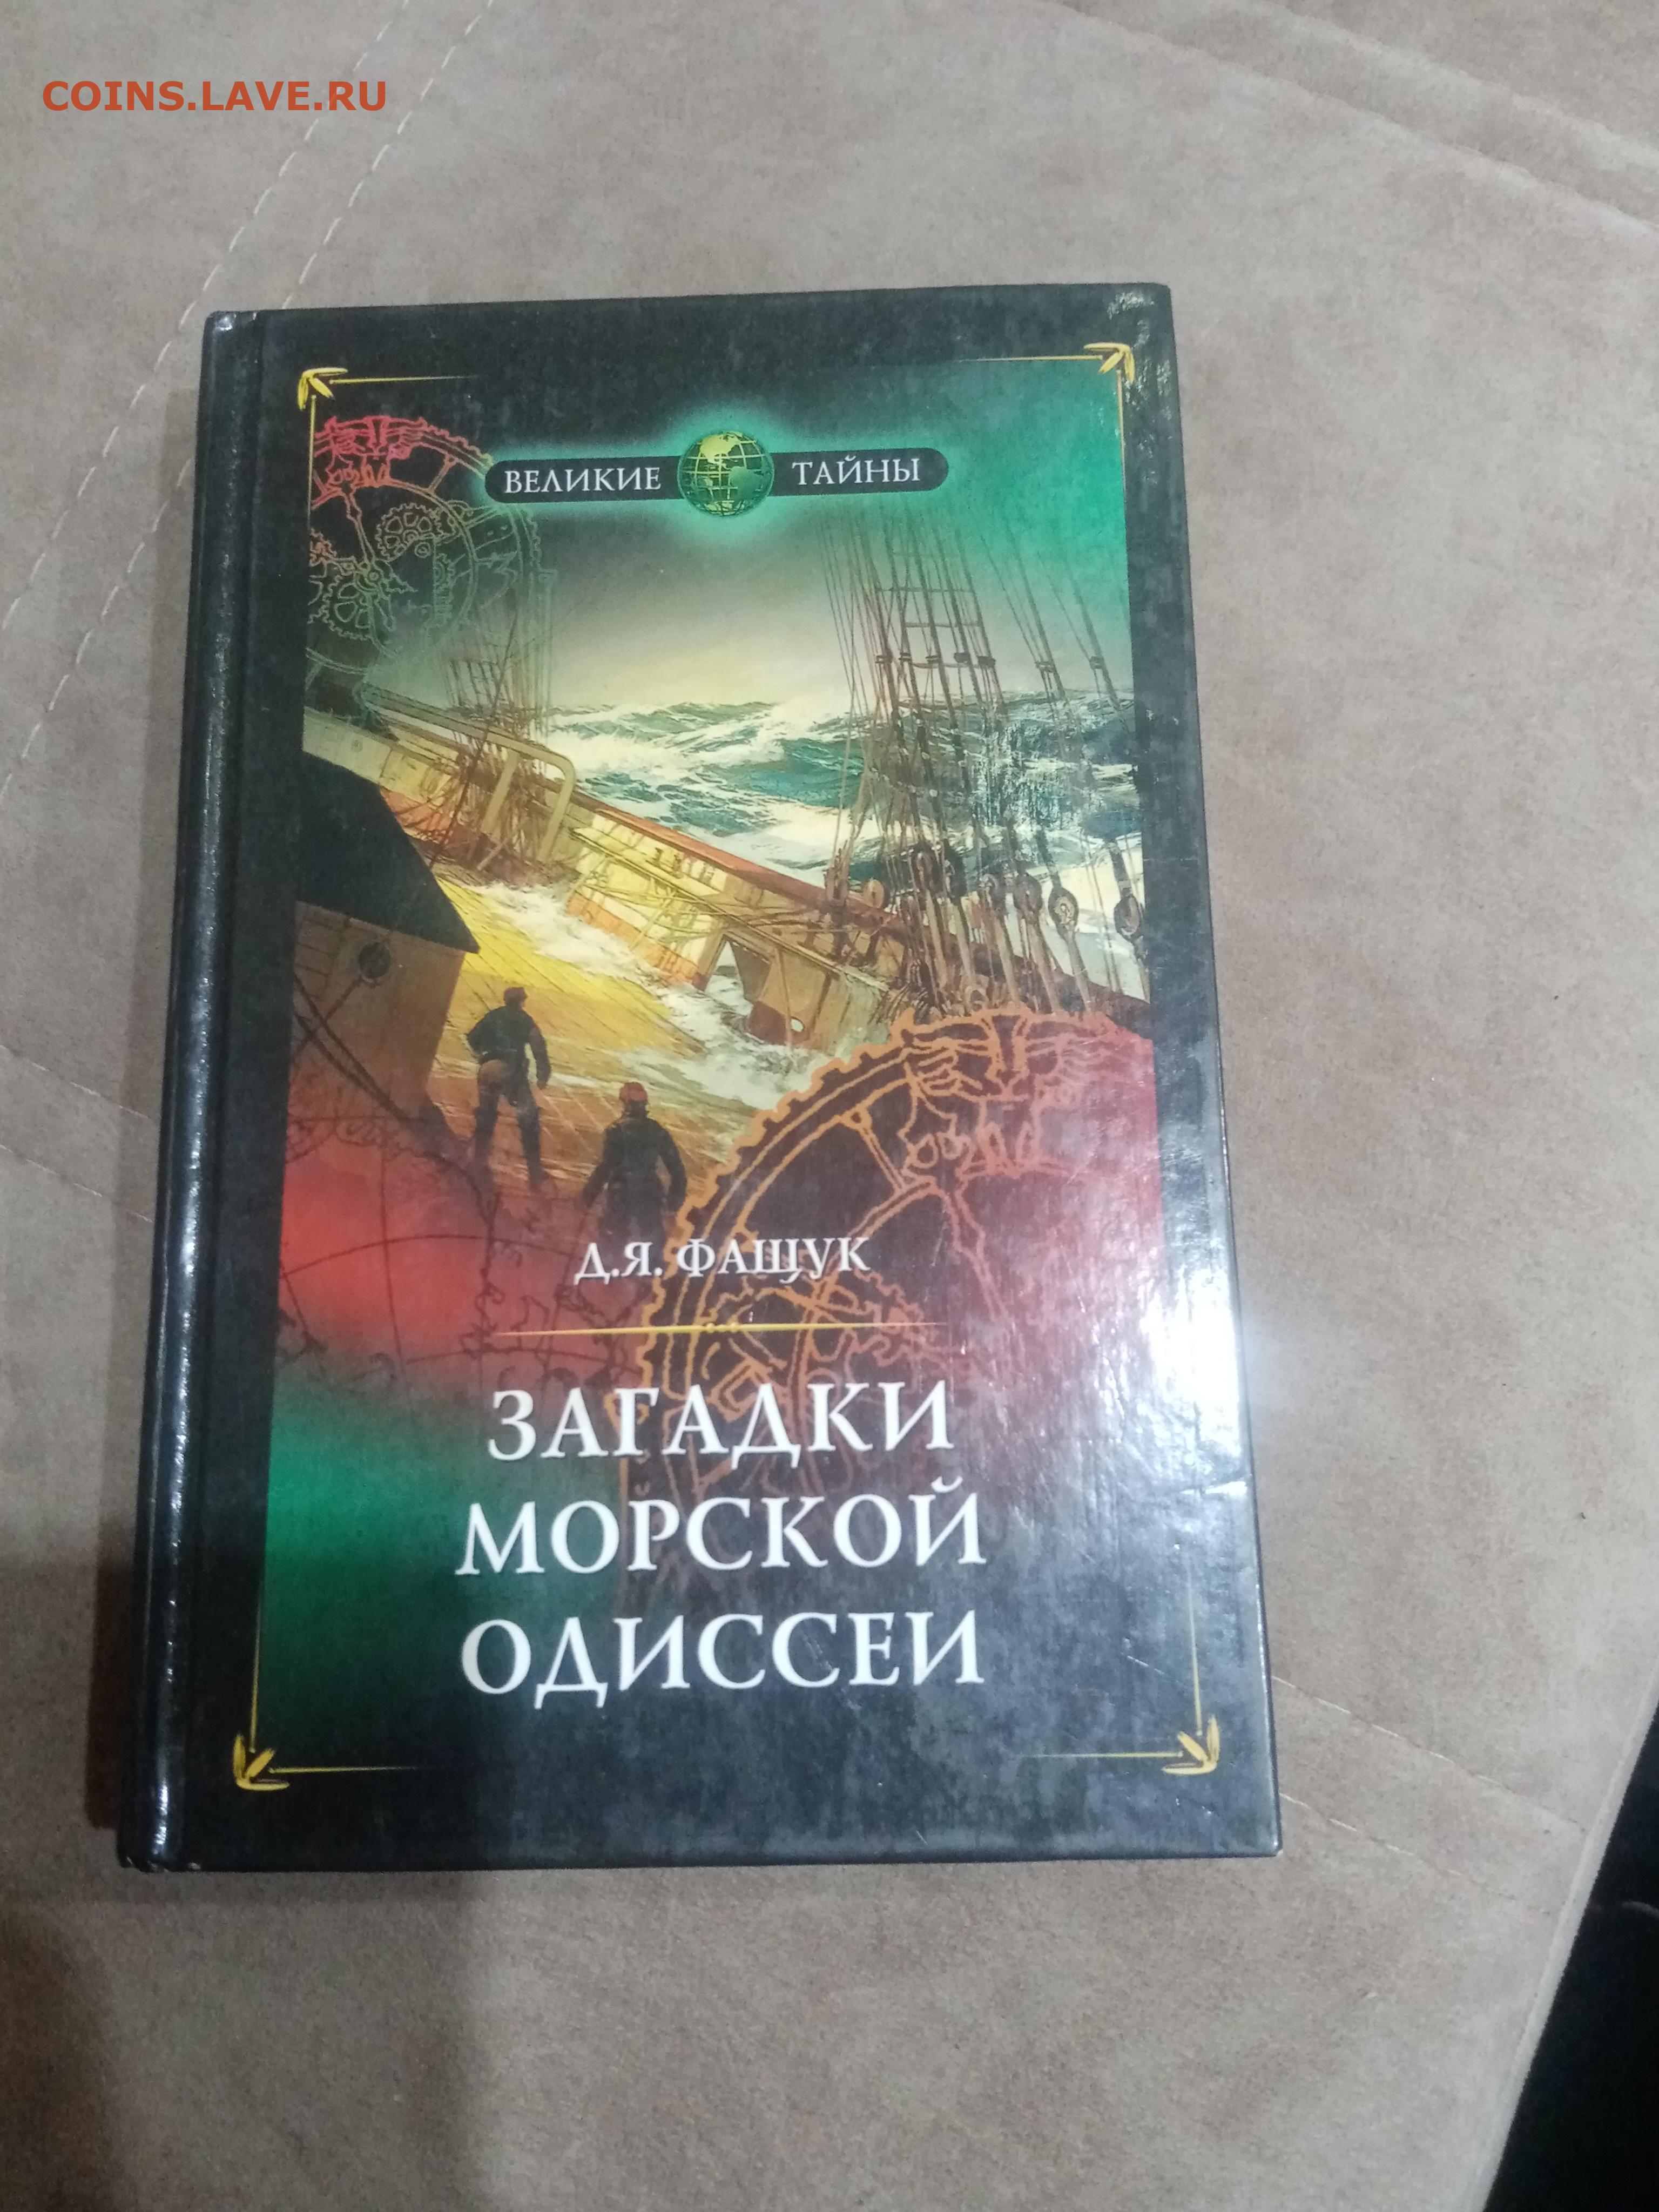 COINS.LAVE.RU
ВЕЛИКИЕ ТАЙНЫ
Д.Я. ФАЩУК
ЗАГАДКИ
МОРСКОЙ
ОДИССЕИ